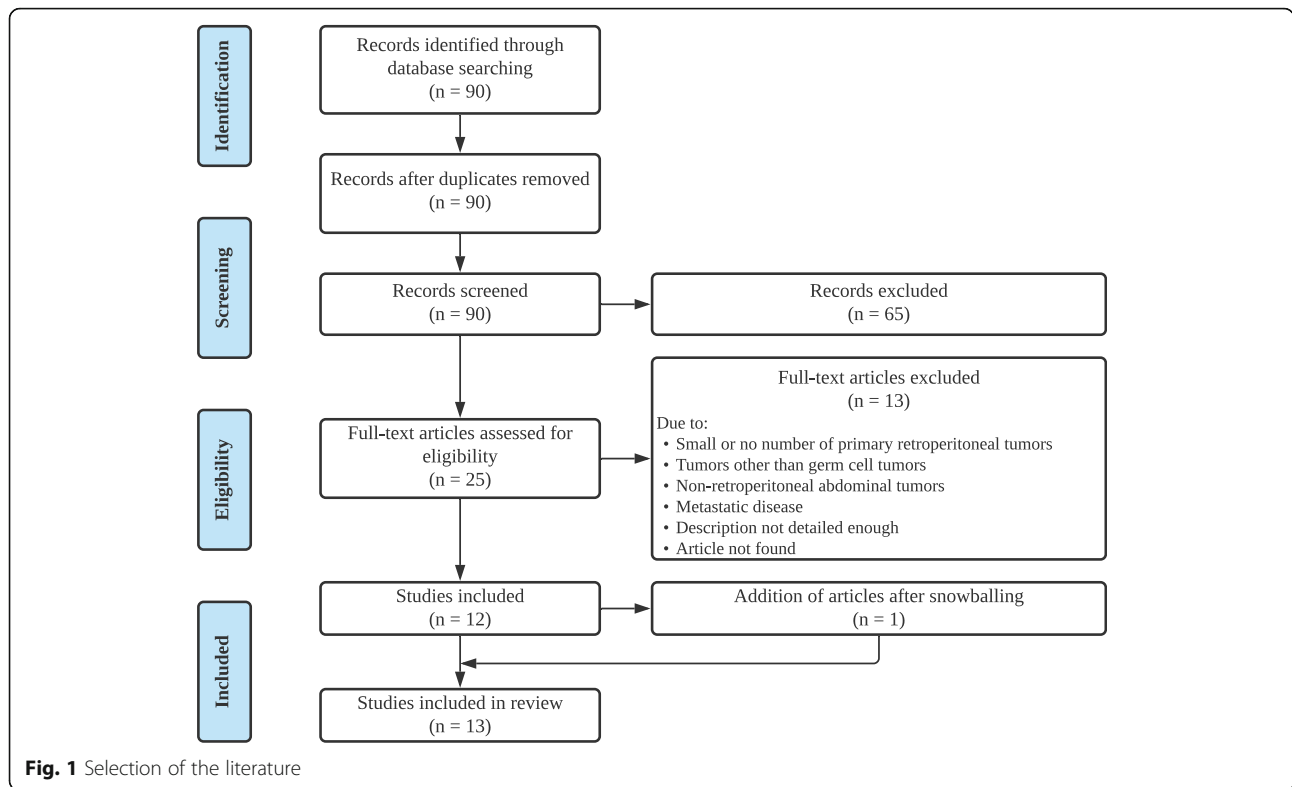 Identification
Records identified through
database searching
(n = 90)
Records after duplicates removed
(n = 90)
Screening
Records screened
(n = 90)
Records excluded
(n = 65)
Eligibility
Full-text articles assessed for
eligibility
(n = 25)
Full-text articles excluded
(n = 13)
Due to:
• Small or no number of primary retroperitoneal tumors
• Tumors other than germ cell tumors
• Non-retroperitoneal abdominal tumors
• Metastatic disease
• Description not detailed enough
• Article not found
Included
Studies included
(n = 12)
Addition of articles after snowballing
(n = 1)
Studies included in review
(n = 13)
Fig. 1 Selection of the literature